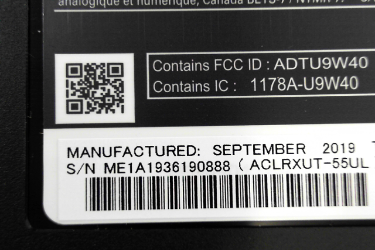 analogique et numérique, Canada
Contains FCC ID : ADTU9W40
Contains IC : 1178A-U9W40
MANUFACTURED: SEPTEMBER 2019
S/N ME1A1936190888 ( ACLRXUT-55UL